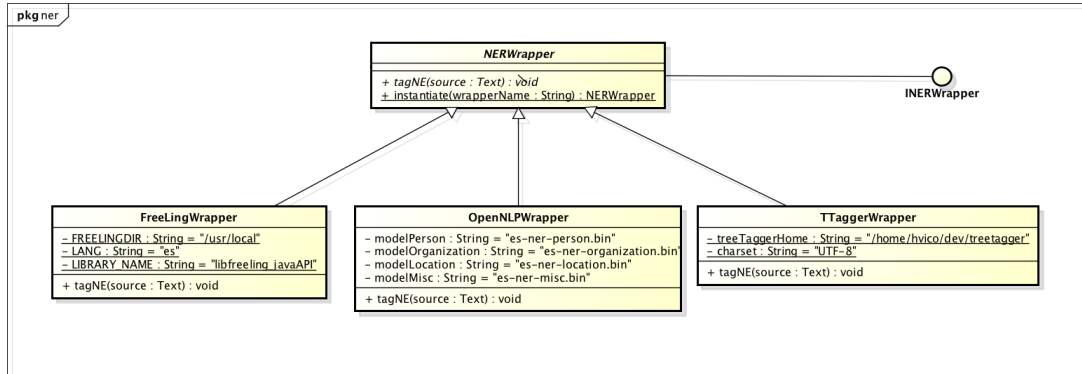 pkg ner
NERWrapper
+ tagNE(source : Text) : void
+ instantiate(wrapperName : String) : NERWrapper
INERWrapper
FreeLingWrapper
– FREELINGDIR : String = "/usr/local"
– LANG : String = "es"
– LIBRARY_NAME : String = "libfreeling_javaAPI"
+ tagNE(source : Text) : void
OpenNLPWrapper
– modelPerson : String = "es-ner-person.bin"
– modelOrganization : String = "es-ner-organization.bin"
– modelLocation : String = "es-ner-location.bin"
– modelMisc : String = "es-ner-misc.bin"
+ tagNE(source : Text) : void
TTaggerWrapper
– treeTaggerHome : String = "/home/hvico/dev/treetagger"
– charset : String = "UTF-8"
+ tagNE(source : Text) : void